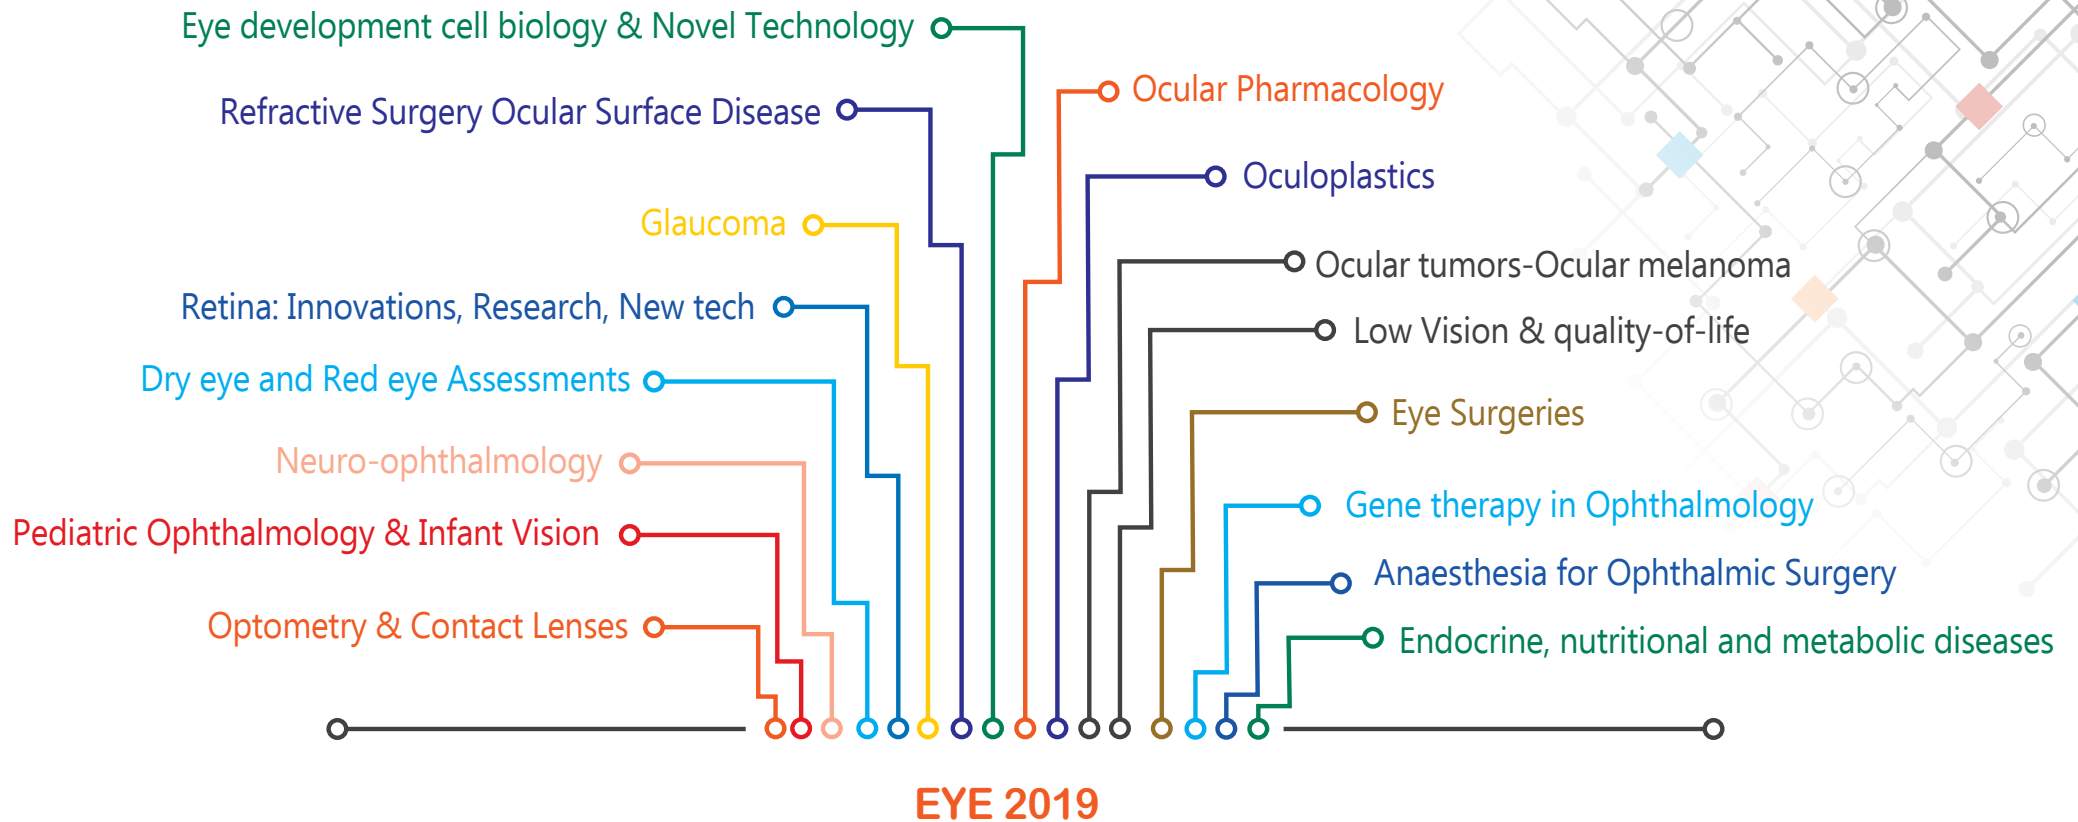 Eye development cell biology & Novel Technology
Refractive Surgery Ocular Surface Disease
Glaucoma
Retina: Innovations, Research, New tech
Dry eye and Red eye Assessments
Neuro-ophthalmology
Pediatric Ophthalmology & Infant Vision
Optometry & Contact Lenses
Ocular Pharmacology
Oculoplastics
Ocular tumors-Ocular melanoma
Low Vision & quality-of-life
Eye Surgeries
Gene therapy in Ophthalmology
Anaesthesia for Ophthalmic Surgery
Endocrine, nutritional and metabolic diseases
EYE 2019